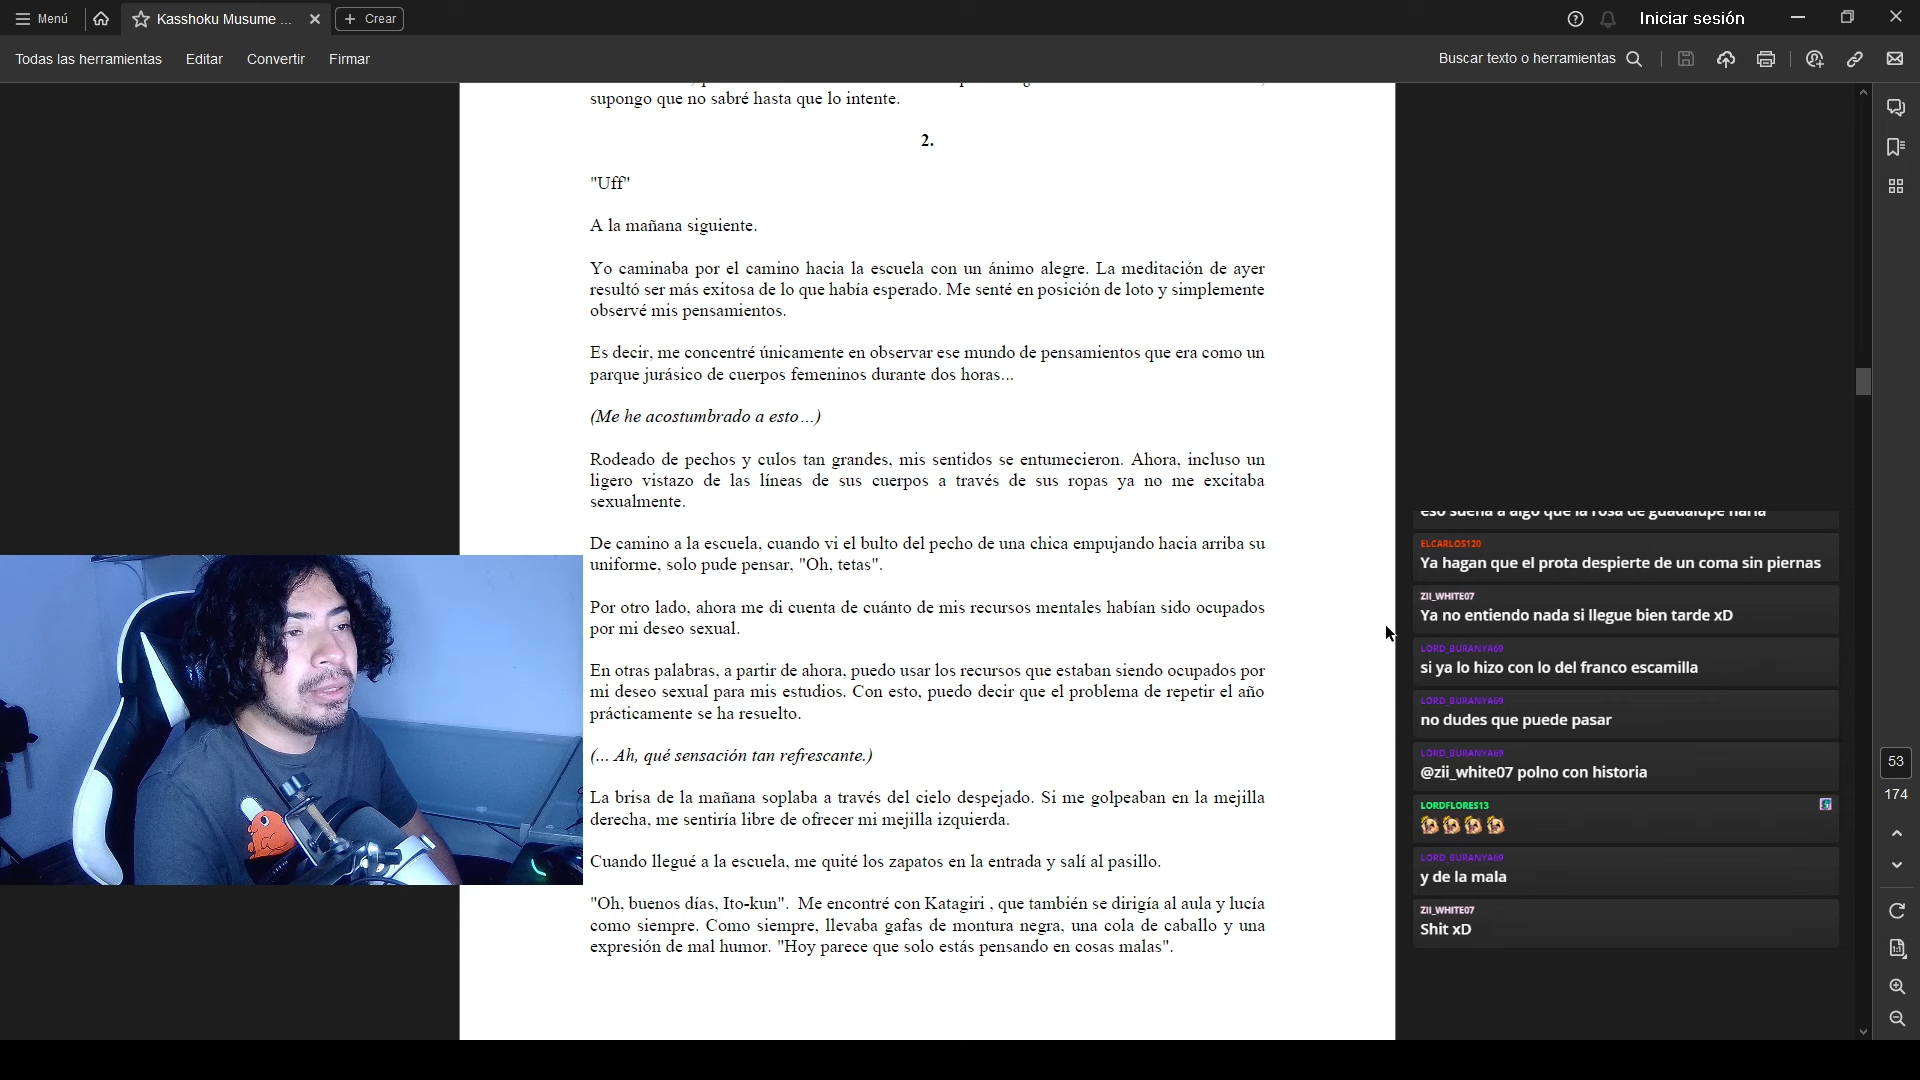 Menú
Kasshoku Musume ...
Crear
Iniciar sesión
Todas las herramientas
Editar
Convertir
Firmar
Buscar texto o herramientas
supongo que no sabré hasta que lo intente.
2.
"Uff"
A la mañana siguiente.
Yo caminaba por el camino hacia la escuela con un ánimo alegre. La meditación de ayer
resultó ser más exitosa de lo que había esperado. Me senté en posición de loto y simplemente
observé mis pensamientos.
Es decir, me concentré únicamente en observar ese mundo de pensamientos que era como un
parque jurásico de cuerpos femeninos durante dos horas...
(Me he acostumbrado a esto…)
Rodeado de pechos y culos tan grandes, mis sentidos se entumecieron. Ahora, incluso un
ligero vistazo de las líneas de sus cuerpos a través de sus ropas ya no me excitaba
sexualmente.
De camino a la escuela, cuando vi el bulto del pecho de una chica empujando hacia arriba su
uniforme, solo pude pensar, "Oh, tetas".
Por otro lado, ahora me di cuenta de cuánto de mis recursos mentales habían sido ocupados
por mi deseo sexual.
En otras palabras, a partir de ahora, puedo usar los recursos que estaban siendo ocupados por
mi deseo sexual para mis estudios. Con esto, puedo decir que el problema de repetir el año
prácticamente se ha resuelto.
(... Ah, qué sensación tan refrescante.)
La brisa de la mañana soplaba a través del cielo despejado. Si me golpeaban en la mejilla
derecha, me sentiría libre de ofrecer mi mejilla izquierda.
Cuando llegué a la escuela, me quité los zapatos en la entrada y salí al pasillo.
"Oh, buenos días, Ito-kun". Me encontré con Katagiri , que también se dirigía al aula y lucía
como siempre. Como siempre, llevaba gafas de montura negra, una cola de caballo y una
expresión de mal humor. "Hoy parece que solo estás pensando en cosas malas".
eso suena a algo que la rosa de guadalupe haria
ELCARLOS120
Ya hagan que el prota despierte de un coma sin piernas
ZII_WHITE07
Ya no entiendo nada si llegue bien tarde xD
LORD_BURANYA69
si ya lo hizo con lo del franco escamilla
LORD_BURANYA69
no dudes que puede pasar
LORD_BURANYA69
@zii_white07 polno con historia
LORDFLORES13
LORD_BURANYA69
y de la mala
ZII_WHITE07
Shit xD
53
174